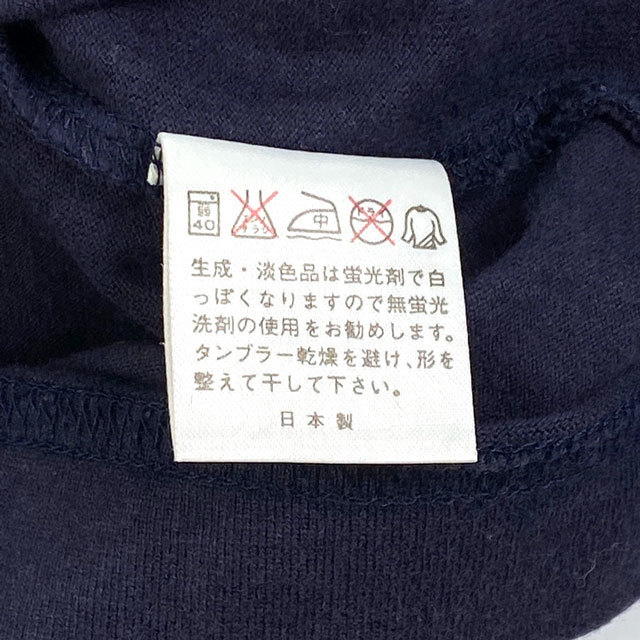 弱 40 中 ドライ
生成・淡色品は蛍光剤で白
っぽくなりますので無蛍光
洗剤の使用をお勧めします。
タンブラー乾燥を避け、形を
整えて干して下さい。
日本製